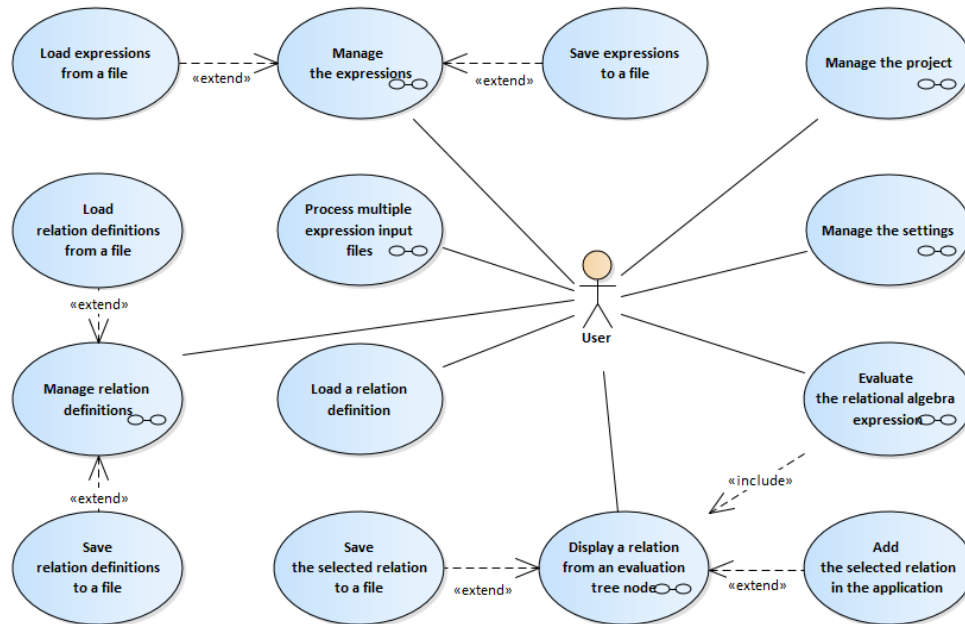 Load expressions
from a file
«extend»
Manage
the expressions
«extend»
Save expressions
to a file
Manage the project
Load
relation definitions
from a file
Process multiple
expression input
files
Manage the settings
«extend»
User
Manage relation
definitions
Load a relation
definition
Evaluate
the relational algebra
expression
«extend»
«include»
Save
relation definitions
to a file
Save
the selected relation
to a file
«extend»
Display a relation
from an evaluation
tree node
«extend»
Add
the selected relation
in the application